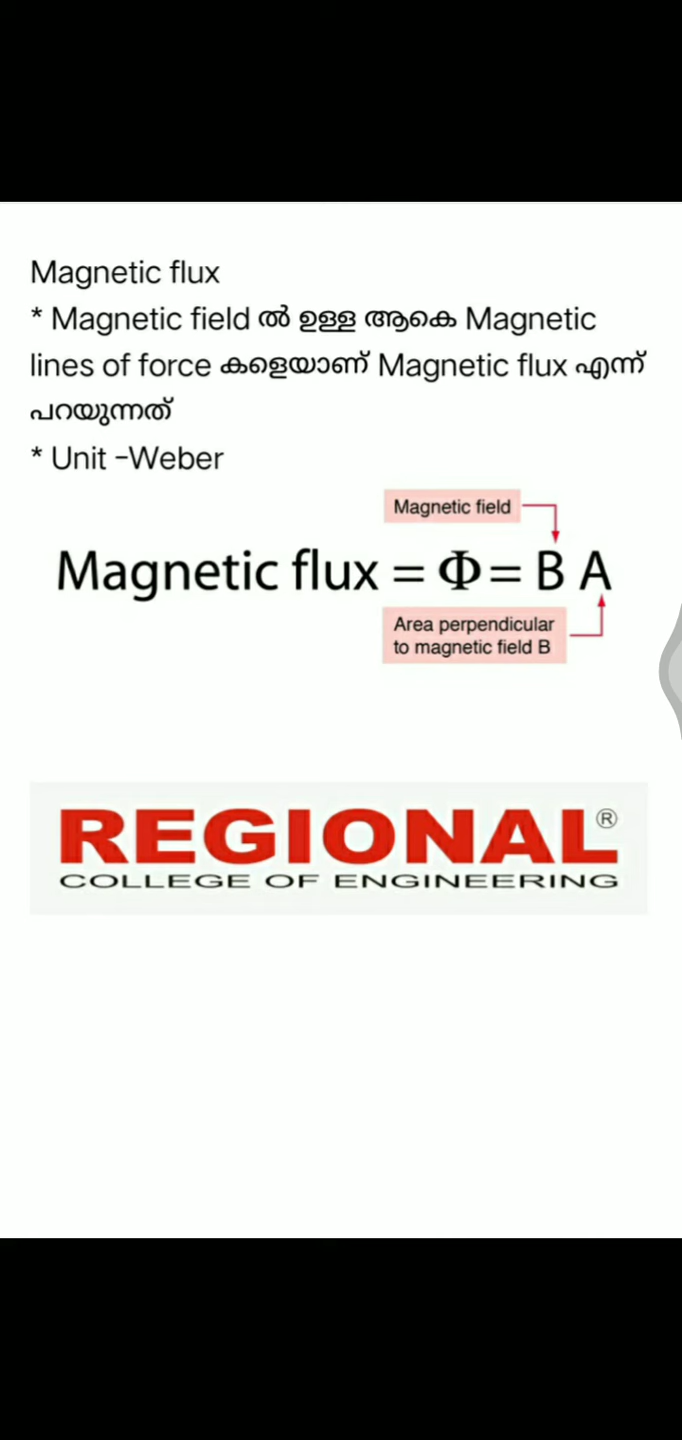 Magnetic flux
* Magnetic field ൽ ഉള്ള ആകെ Magnetic
lines of force കളെയാണ് Magnetic flux എന്ന്
പറയുന്നത്
* Unit –Weber
Magnetic field
Magnetic flux = Φ = B A
Area perpendicular
to magnetic field B
REGIONAL®
COLLEGE OF ENGINEERING